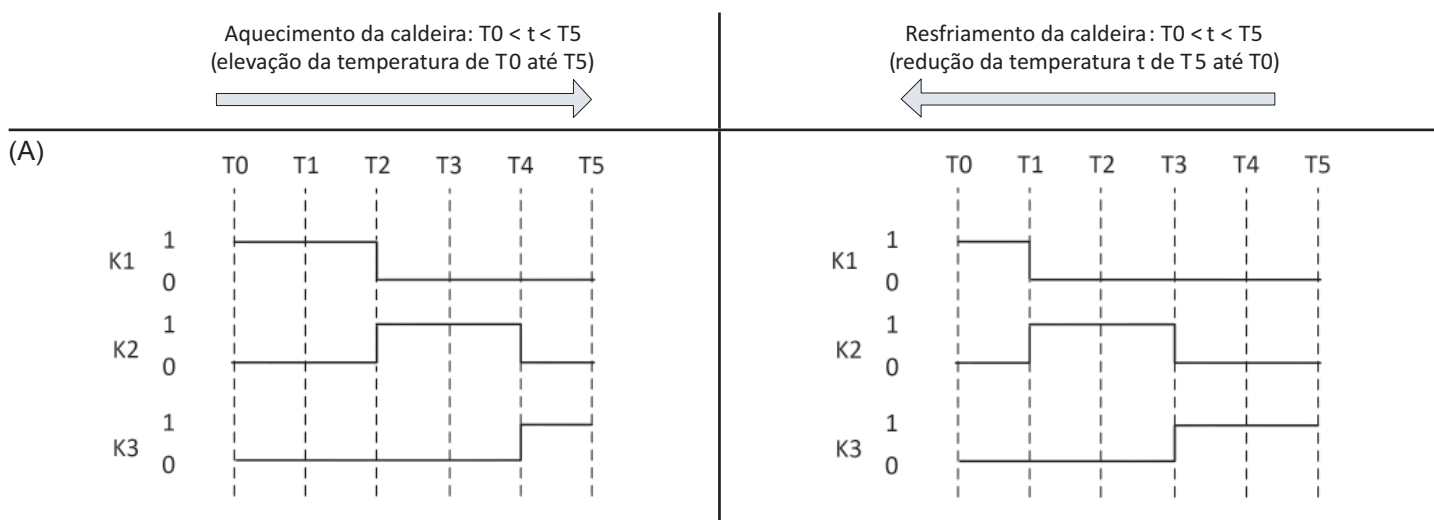 Aquecimento da caldeira: T0 < t < T5
(elevação da temperatura de T0 até T5)
Resfriamento da caldeira: T0 < t < T5
(redução da temperatura t de T5 até T0)
(A)
T0 T1 T2 T3 T4 T5
K1 1 0
K2 1 0
K3 1 0
T0 T1 T2 T3 T4 T5
K1 1 0
K2 1 0
K3 1 0